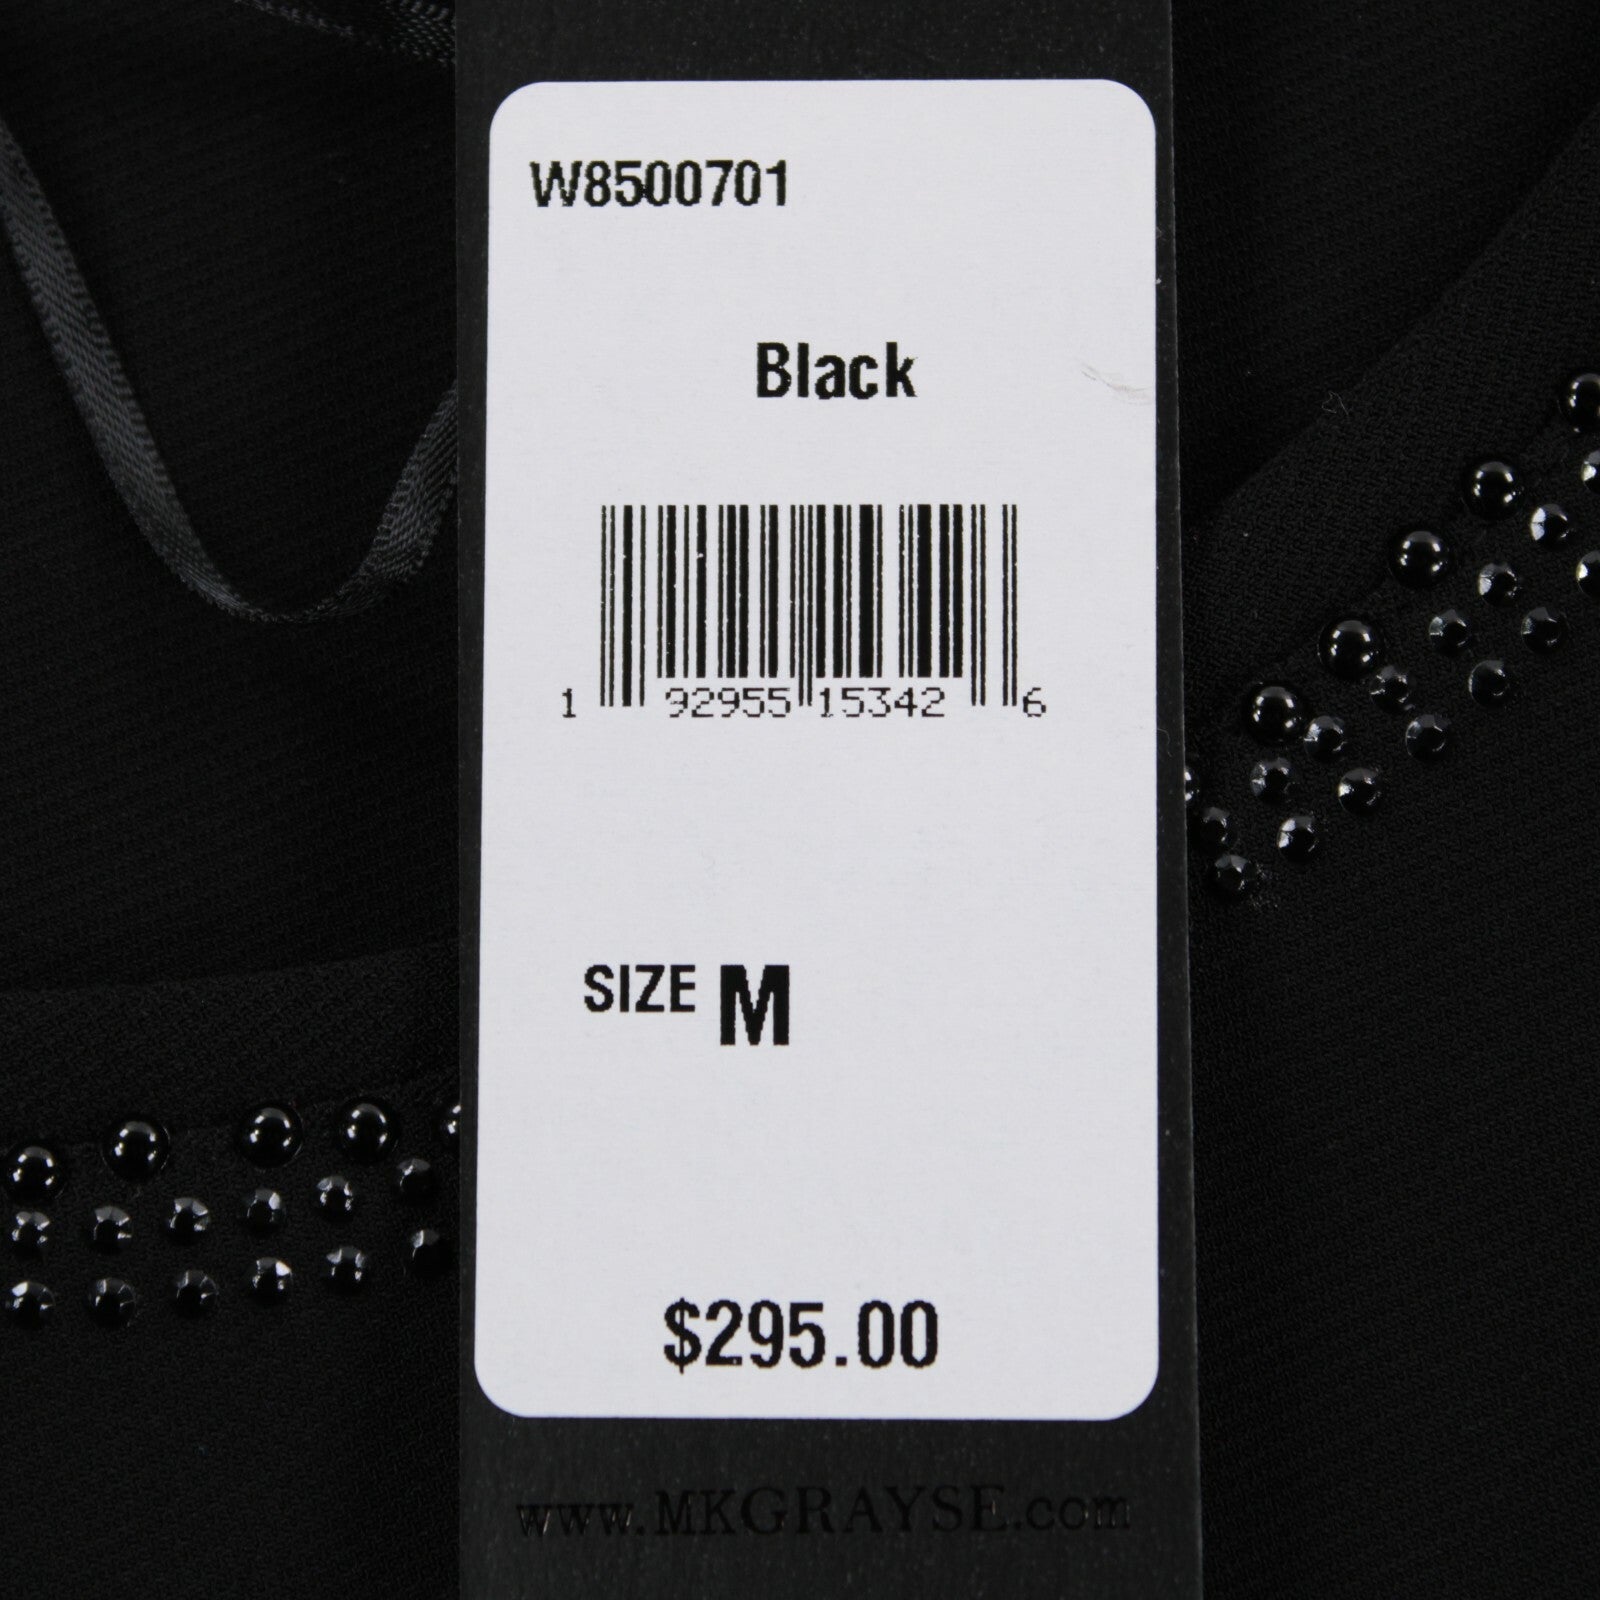 W8500701
Black
1 92955 15342 6
SIZE M
$295.00
www.MKGRAYSE.com